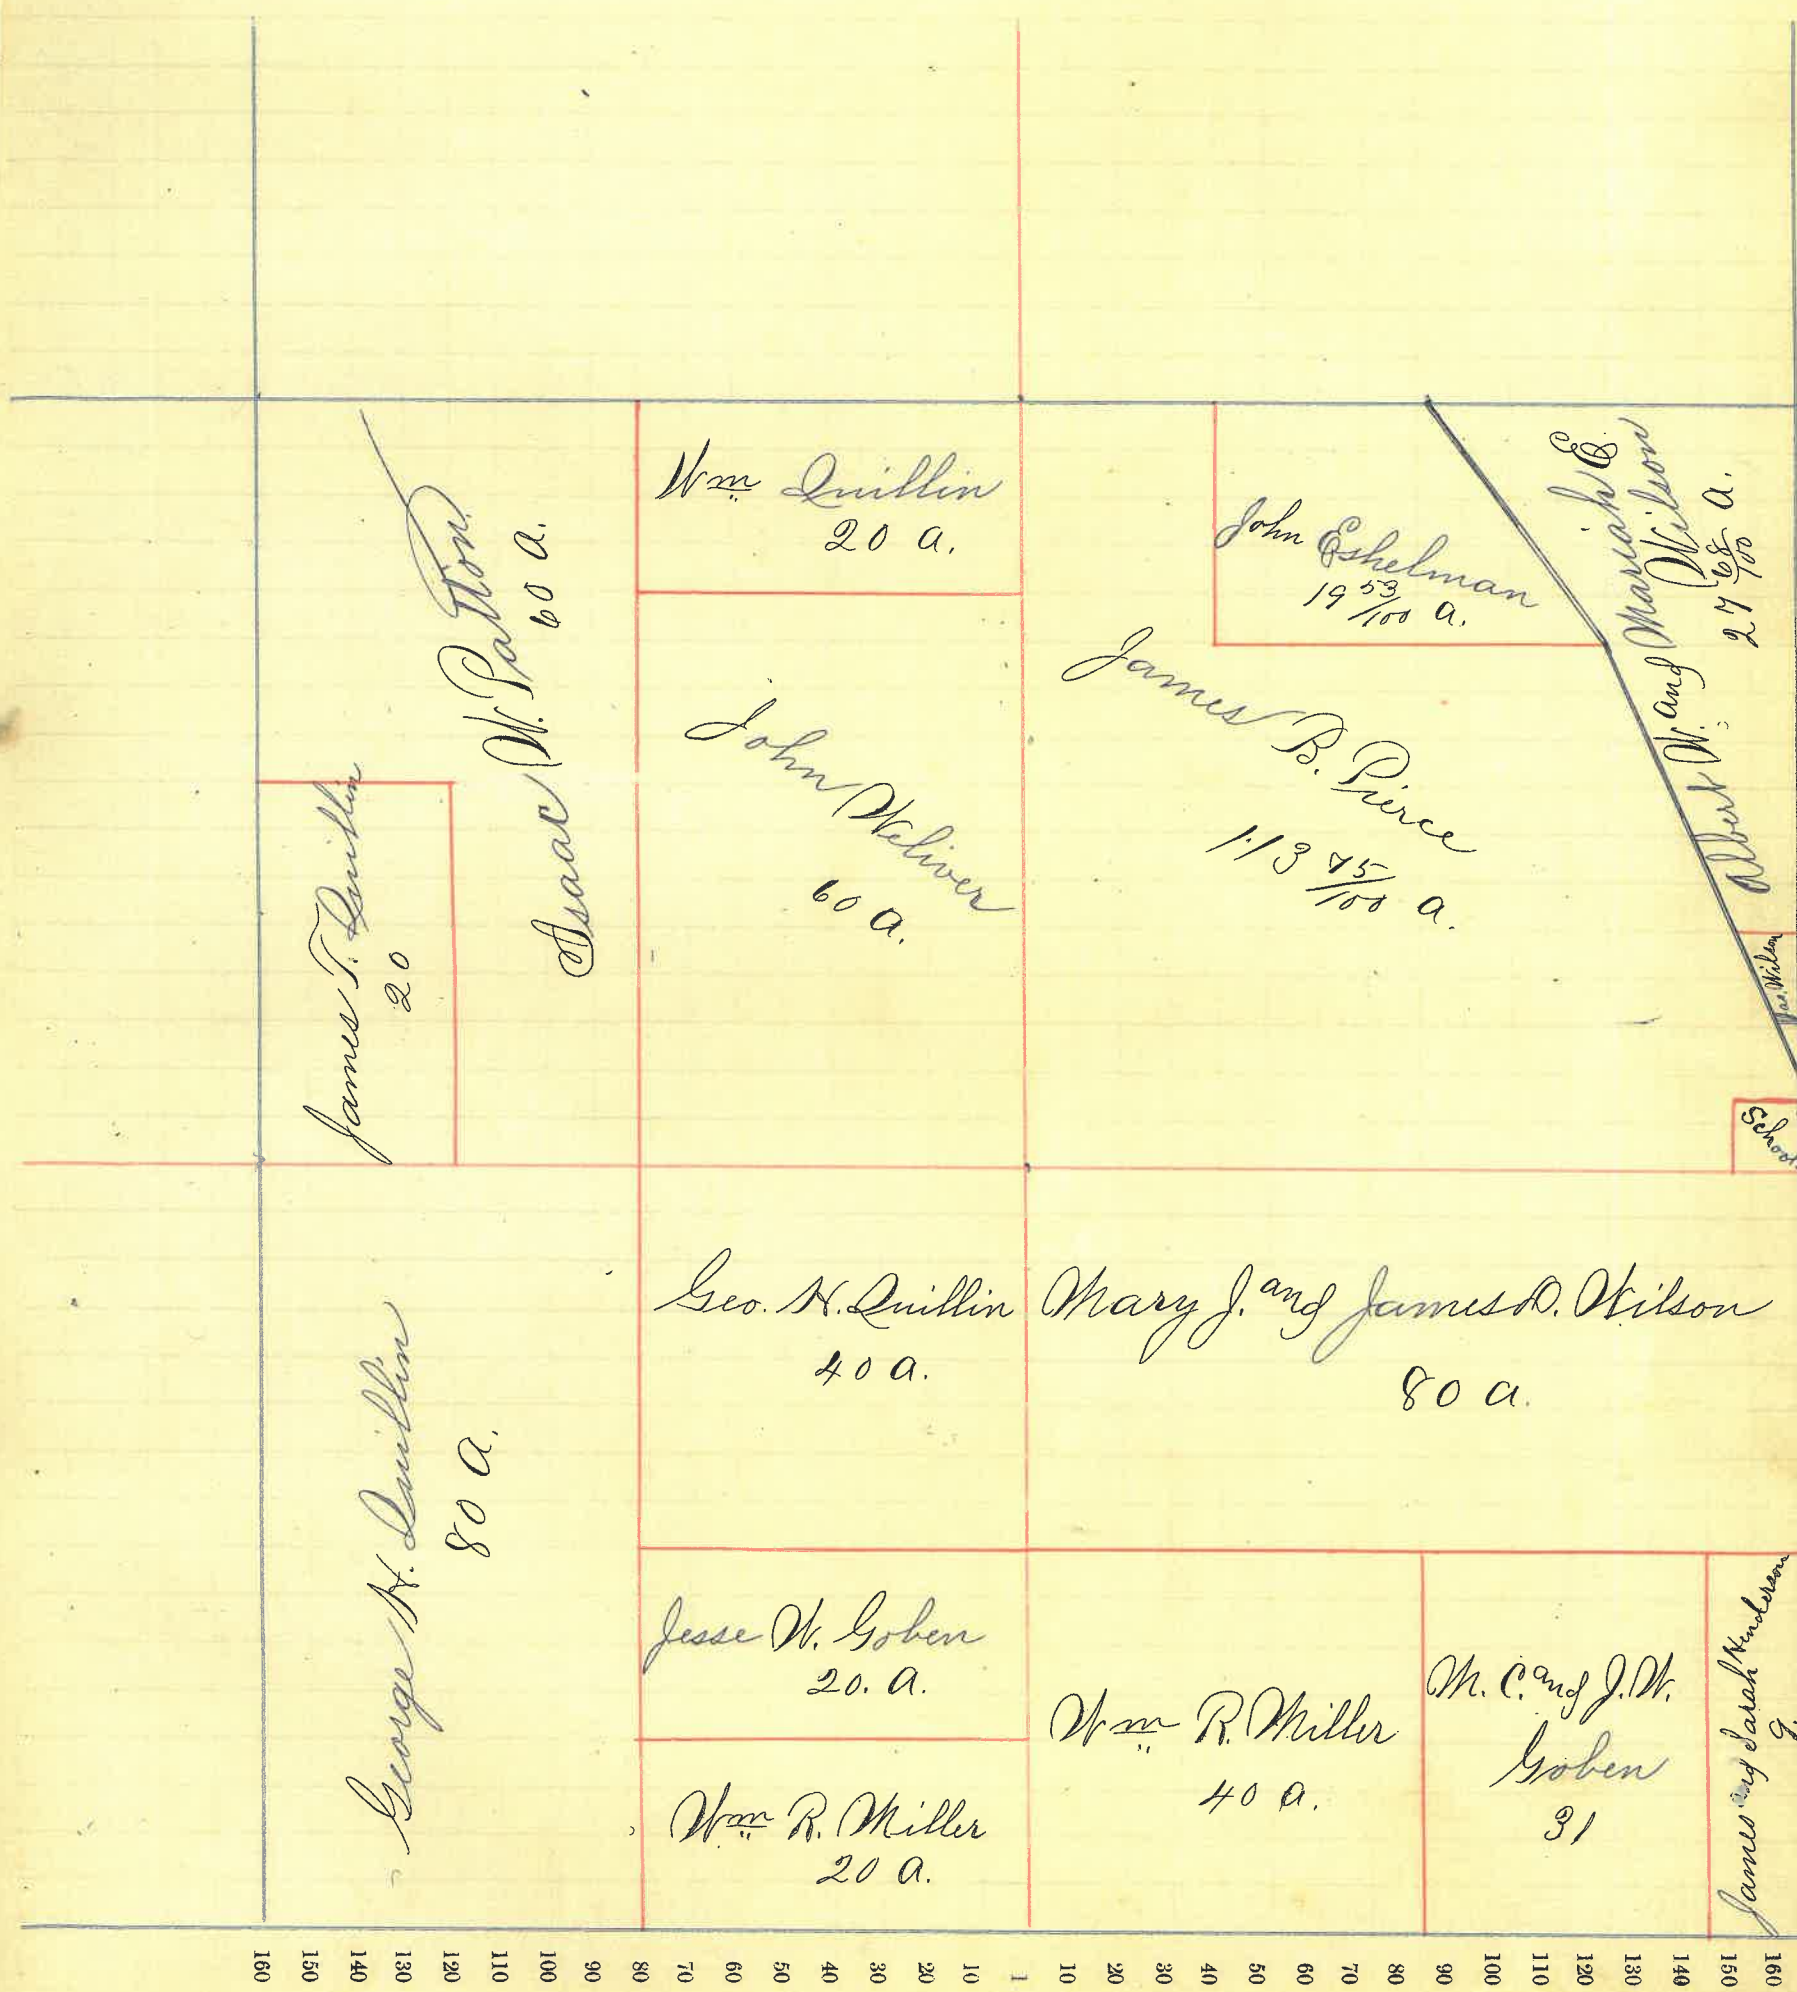 Isaac W. Patton
60 a.
James T. Quillin
20
Wm Quillin
20 a.
John Weliver
60 a.
John Eshelman
19 53/100 a.
James B. Pierce
113 75/100 a.
Albert W. and Mariah E.
Wilson
27 68/100 a.
Jas. Wilson
School
George H. Quillin
80 a.
Geo. H. Quillin
40 a.
Mary J. and James D. Wilson
80 a.
Jesse W. Goben
20. a.
Wm R. Miller
20 a.
Wm R. Miller
40 a.
M. C. and J. W.
Goben
31
James and Sarah Henderson
9.
160 150 140 130 120 110 100 90 80 70 60 50 40 30 20 10 1 10 20 30 40 50 60 70 80 90 100 110 120 130 140 150 160